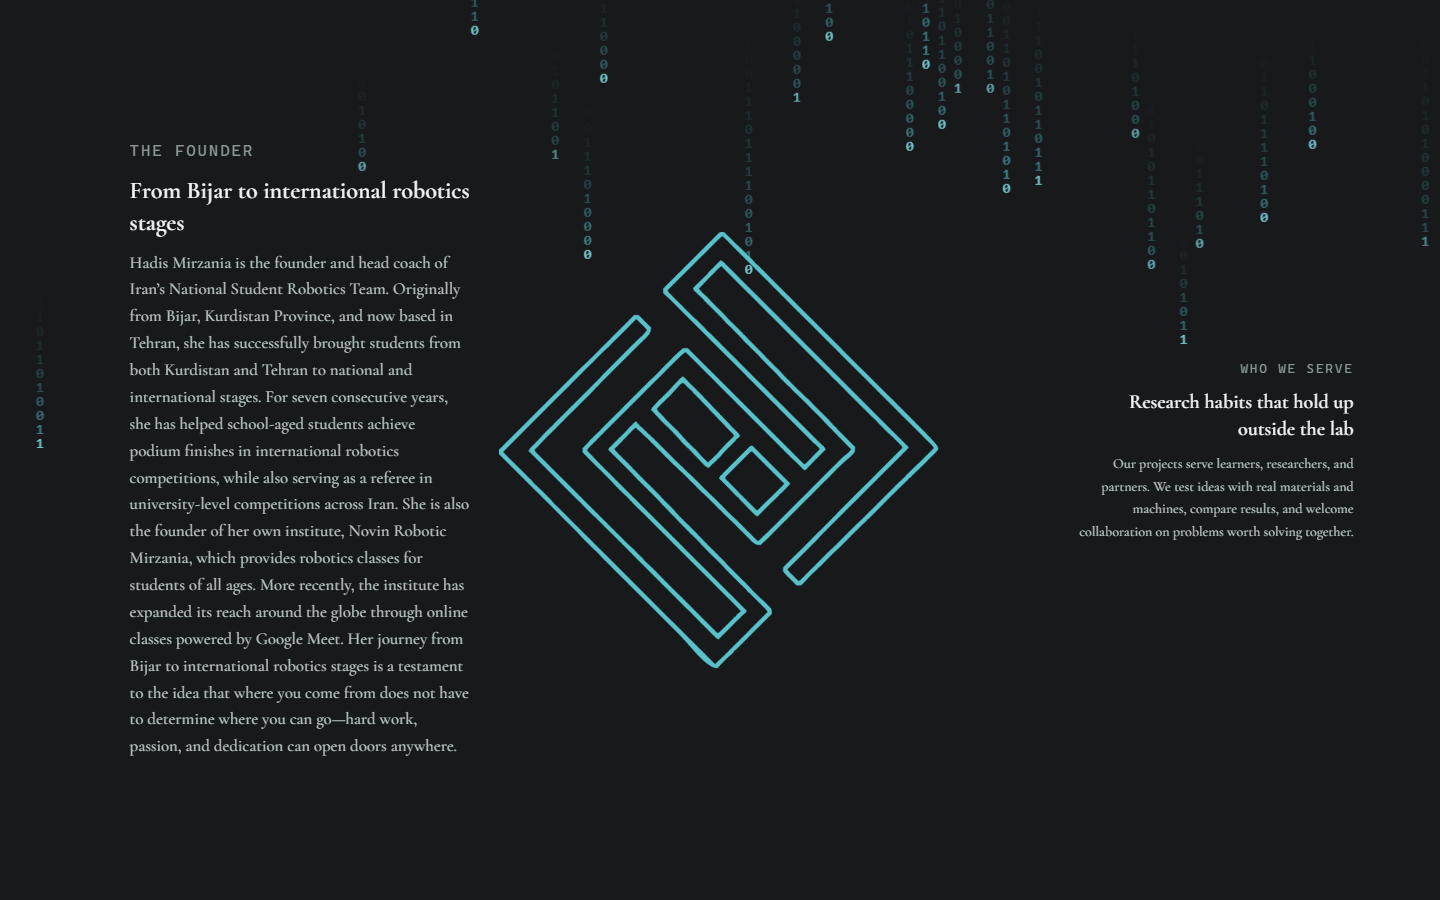 THE FOUNDER
From Bijar to international robotics
stages
Hadis Mirzania is the founder and head coach of
Iran’s National Student Robotics Team. Originally
from Bijar, Kurdistan Province, and now based in
Tehran, she has successfully brought students from
both Kurdistan and Tehran to national and
international stages. For seven consecutive years,
she has helped school-aged students achieve
podium finishes in international robotics
competitions, while also serving as a referee in
university-level competitions across Iran. She is also
the founder of her own institute, Novin Robotic
Mirzania, which provides robotics classes for
students of all ages. More recently, the institute has
expanded its reach around the globe through online
classes powered by Google Meet. Her journey from
Bijar to international robotics stages is a testament
to the idea that where you come from does not have
to determine where you can go—hard work,
passion, and dedication can open doors anywhere.
WHO WE SERVE
Research habits that hold up
outside the lab
Our projects serve learners, researchers, and
partners. We test ideas with real materials and
machines, compare results, and welcome
collaboration on problems worth solving together.